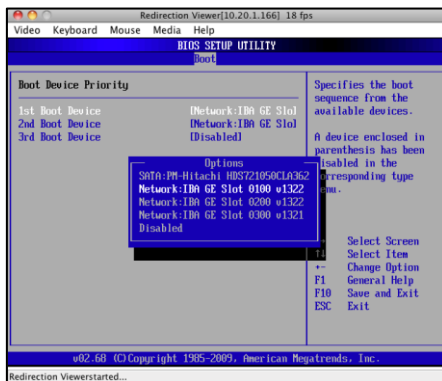 Redirection Viewer[10.20.1.166] 18 fps
Video Keyboard Mouse Media Help
BIOS SETUP UTILITY
Boot
Boot Device Priority
1st Boot Device [Network:IBA GE Slo]
2nd Boot Device [Network:IBA GE Slo]
3rd Boot Device [Disabled]
Options
SATA:PM-Hitachi HDS721050CLA362
Network:IBA GE Slot 0100 v1322
Network:IBA GE Slot 0200 v1322
Network:IBA GE Slot 0300 v1321
Disabled
Specifies the boot
sequence from the
available devices.
A device enclosed in
parenthesis has been
disabled in the
corresponding type
menu.
Select Screen
↑↓ Select Item
+- Change Option
F1 General Help
F10 Save and Exit
ESC Exit
v02.68 (C)Copyright 1985-2009, American Megatrends, Inc.
Redirection Viewerstarted...